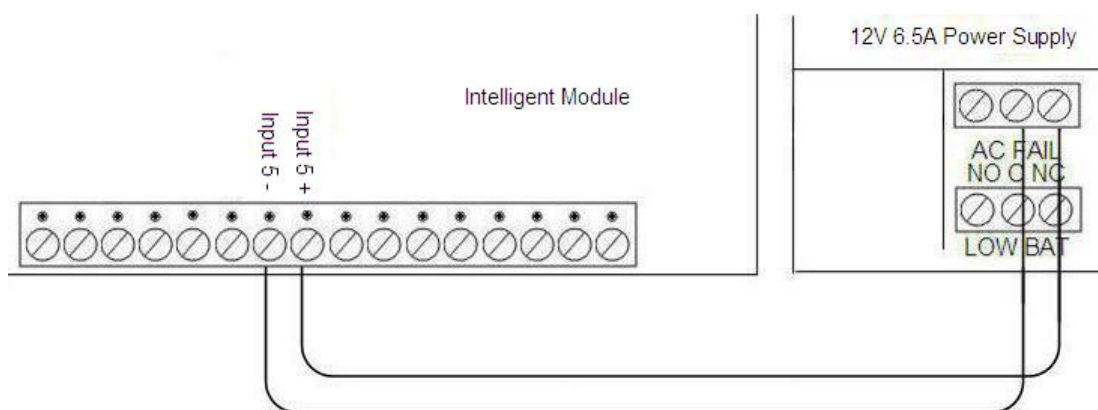 12V 6.5A Power Supply
Intelligent Module
Input 5 -
Input 5 +
AC FAIL
NO C NC
LOW BAT